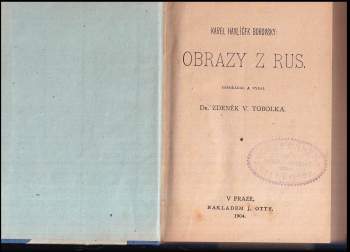 KAREL HAVLÍČEK BOROVSKÝ:
OBRAZY Z RUS.
USPOŘÁDAL A VYDAL
DR. ZDENĚK V. TOBOLKA.
V PRAZE.
NAKLADEM J. OTTY.
1904.